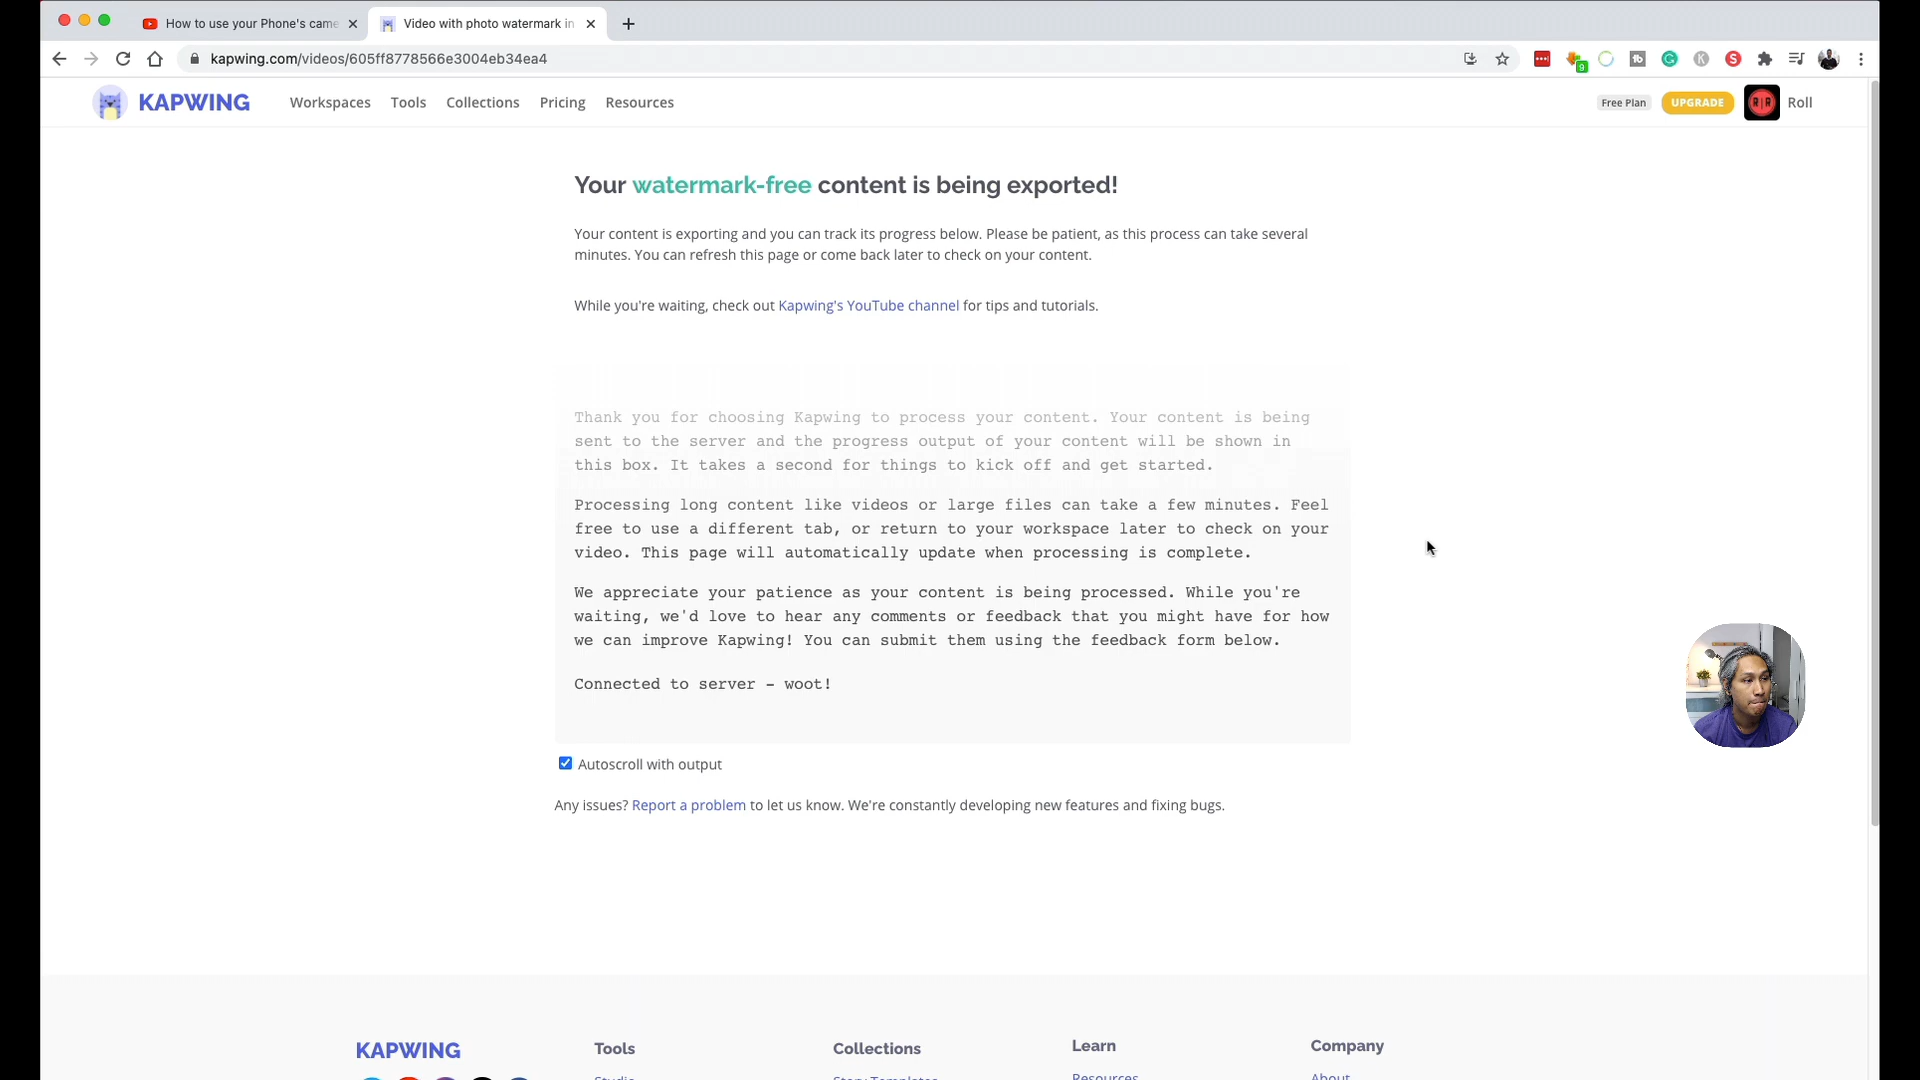 How to use your Phone's came
Video with photo watermark in
kapwing.com/videos/605ff8778566e3004eb34ea4
9
KAPWING
Workspaces
Tools
Collections
Pricing
Resources
Free Plan
UPGRADE
R|R
Roll
Your watermark-free content is being exported!
Your content is exporting and you can track its progress below. Please be patient, as this process can take several
minutes. You can refresh this page or come back later to check on your content.
While you're waiting, check out Kapwing's YouTube channel for tips and tutorials.
Thank you for choosing Kapwing to process your content. Your content is being
sent to the server and the progress output of your content will be shown in
this box. It takes a second for things to kick off and get started.
Processing long content like videos or large files can take a few minutes. Feel
free to use a different tab, or return to your workspace later to check on your
video. This page will automatically update when processing is complete.
We appreciate your patience as your content is being processed. While you're
waiting, we'd love to hear any comments or feedback that you might have for how
we can improve Kapwing! You can submit them using the feedback form below.
Connected to server - woot!
Autoscroll with output
Any issues? Report a problem to let us know. We're constantly developing new features and fixing bugs.
KAPWING
Tools
Collections
Learn
Company
Studio
Story Templates
Resources
About